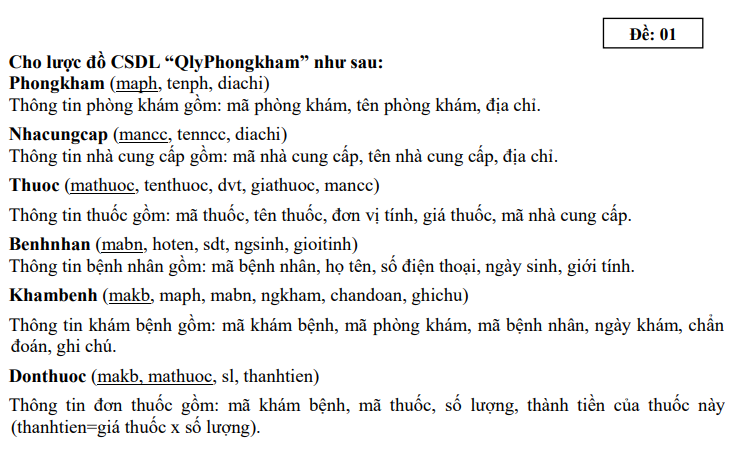 Đề: 01
Cho lược đồ CSDL “QlyPhongkham” như sau:
Phongkham (maph, tenph, diachi)
Thông tin phòng khám gồm: mã phòng khám, tên phòng khám, địa chỉ.
Nhacungcap (mancc, tenncc, diachi)
Thông tin nhà cung cấp gồm: mã nhà cung cấp, tên nhà cung cấp, địa chỉ.
Thuoc (mathuoc, tenthuoc, dvt, giathuoc, mancc)
Thông tin thuốc gồm: mã thuốc, tên thuốc, đơn vị tính, giá thuốc, mã nhà cung cấp.
Benhnhan (mabn, hoten, sdt, ngsinh, gioitinh)
Thông tin bệnh nhân gồm: mã bệnh nhân, họ tên, số điện thoại, ngày sinh, giới tính.
Khambenh (makb, maph, mabn, ngkham, chandoan, ghichu)
Thông tin khám bệnh gồm: mã khám bệnh, mã phòng khám, mã bệnh nhân, ngày khám, chẩn
đoán, ghi chú.
Donthuoc (makb, mathuoc, sl, thanhtien)
Thông tin đơn thuốc gồm: mã khám bệnh, mã thuốc, số lượng, thành tiền của thuốc này
(thanhtien=giá thuốc x số lượng).